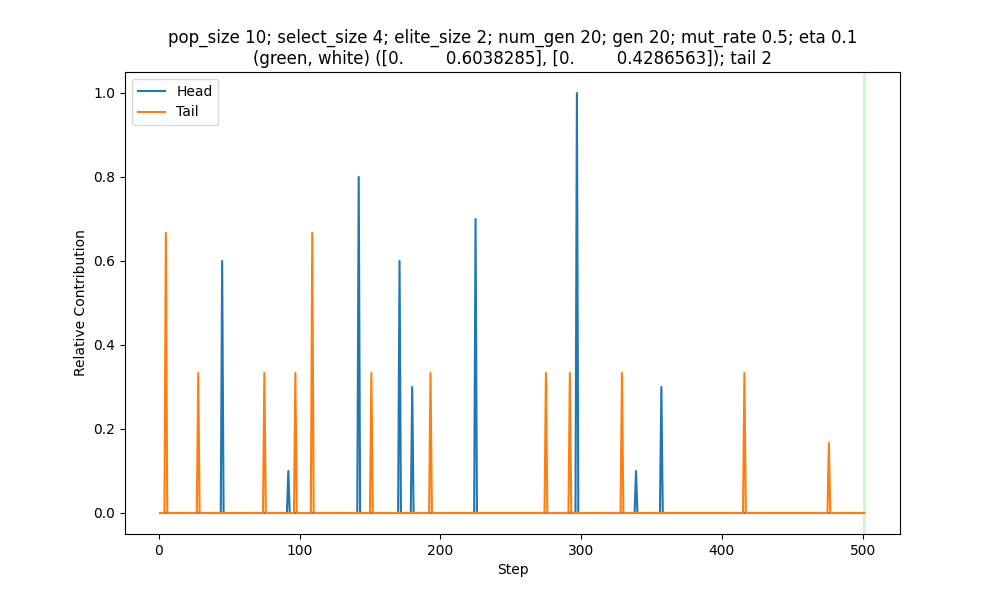 pop_size 10; select_size 4; elite_size 2; num_gen 20; gen 20; mut_rate 0.5; eta 0.1
(green, white) ([0.        0.6038285], [0.        0.4286563]); tail 2
Head
Tail
1.0
0.8
0.6
0.4
0.2
0.0
Relative Contribution
0 100 200 300 400 500
Step